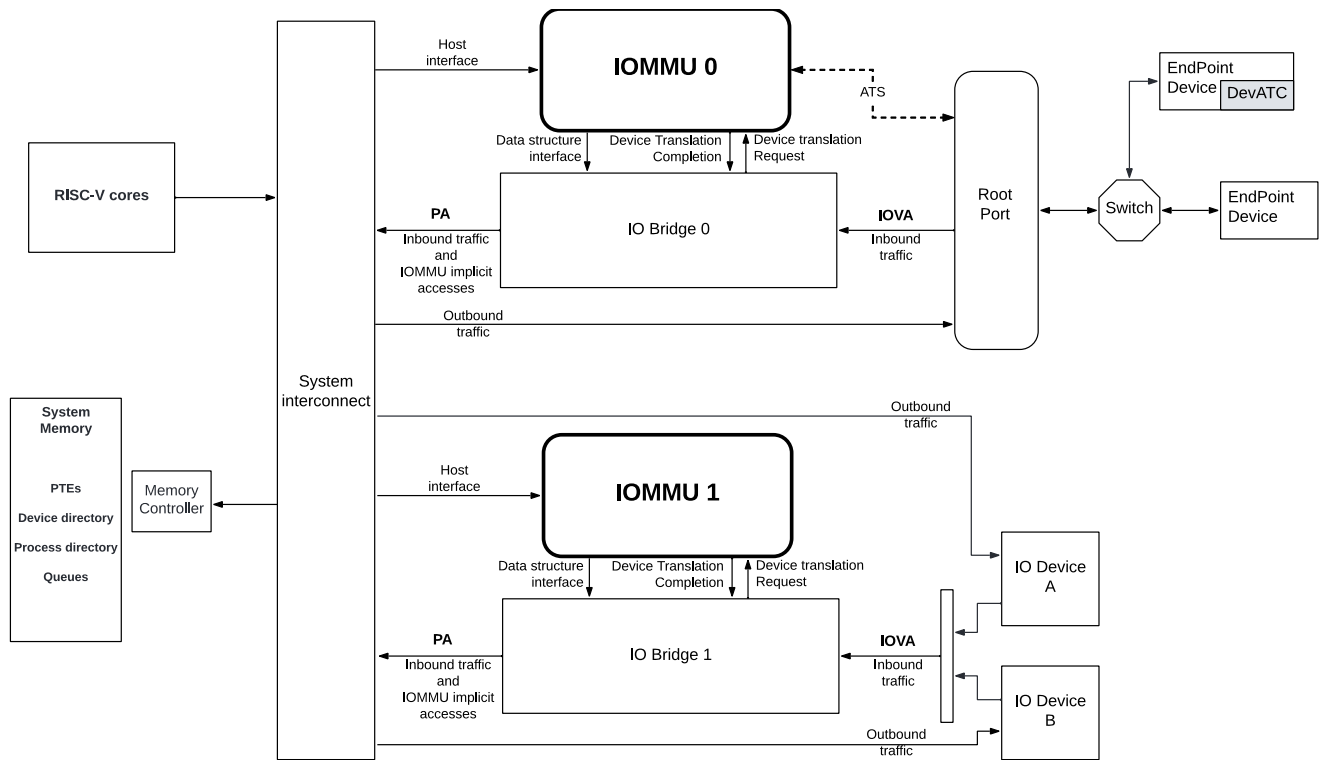 Host
interface
IOMMU 0
ATS
EndPoint
Device
DevATC
Data structure
interface
Device Translation
Completion
Device translation
Request
RISC-V cores
PA
Inbound traffic
and
IOMMU implicit
accesses
IO Bridge 0
IOVA
Inbound
traffic
Root
Port
Switch
EndPoint
Device
Outbound
traffic
System
interconnect
System
Memory
PTEs
Device directory
Process directory
Queues
Memory
Controller
Outbound
traffic
Host
interface
IOMMU 1
Data structure
interface
Device Translation
Completion
Device translation
Request
IO Device
A
PA
Inbound traffic
and
IOMMU implicit
accesses
IO Bridge 1
IOVA
Inbound
traffic
IO Device
B
Outbound
traffic